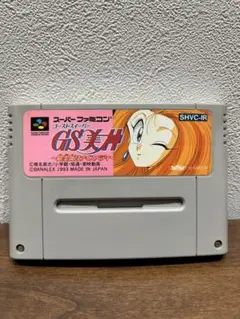 スーパーファミコン
SHVC-IR
ゴーストスイーパー
GS美神
©椎名高志/小学館・読売・東映動画
©BANALEX 1993 MADE IN JAPAN